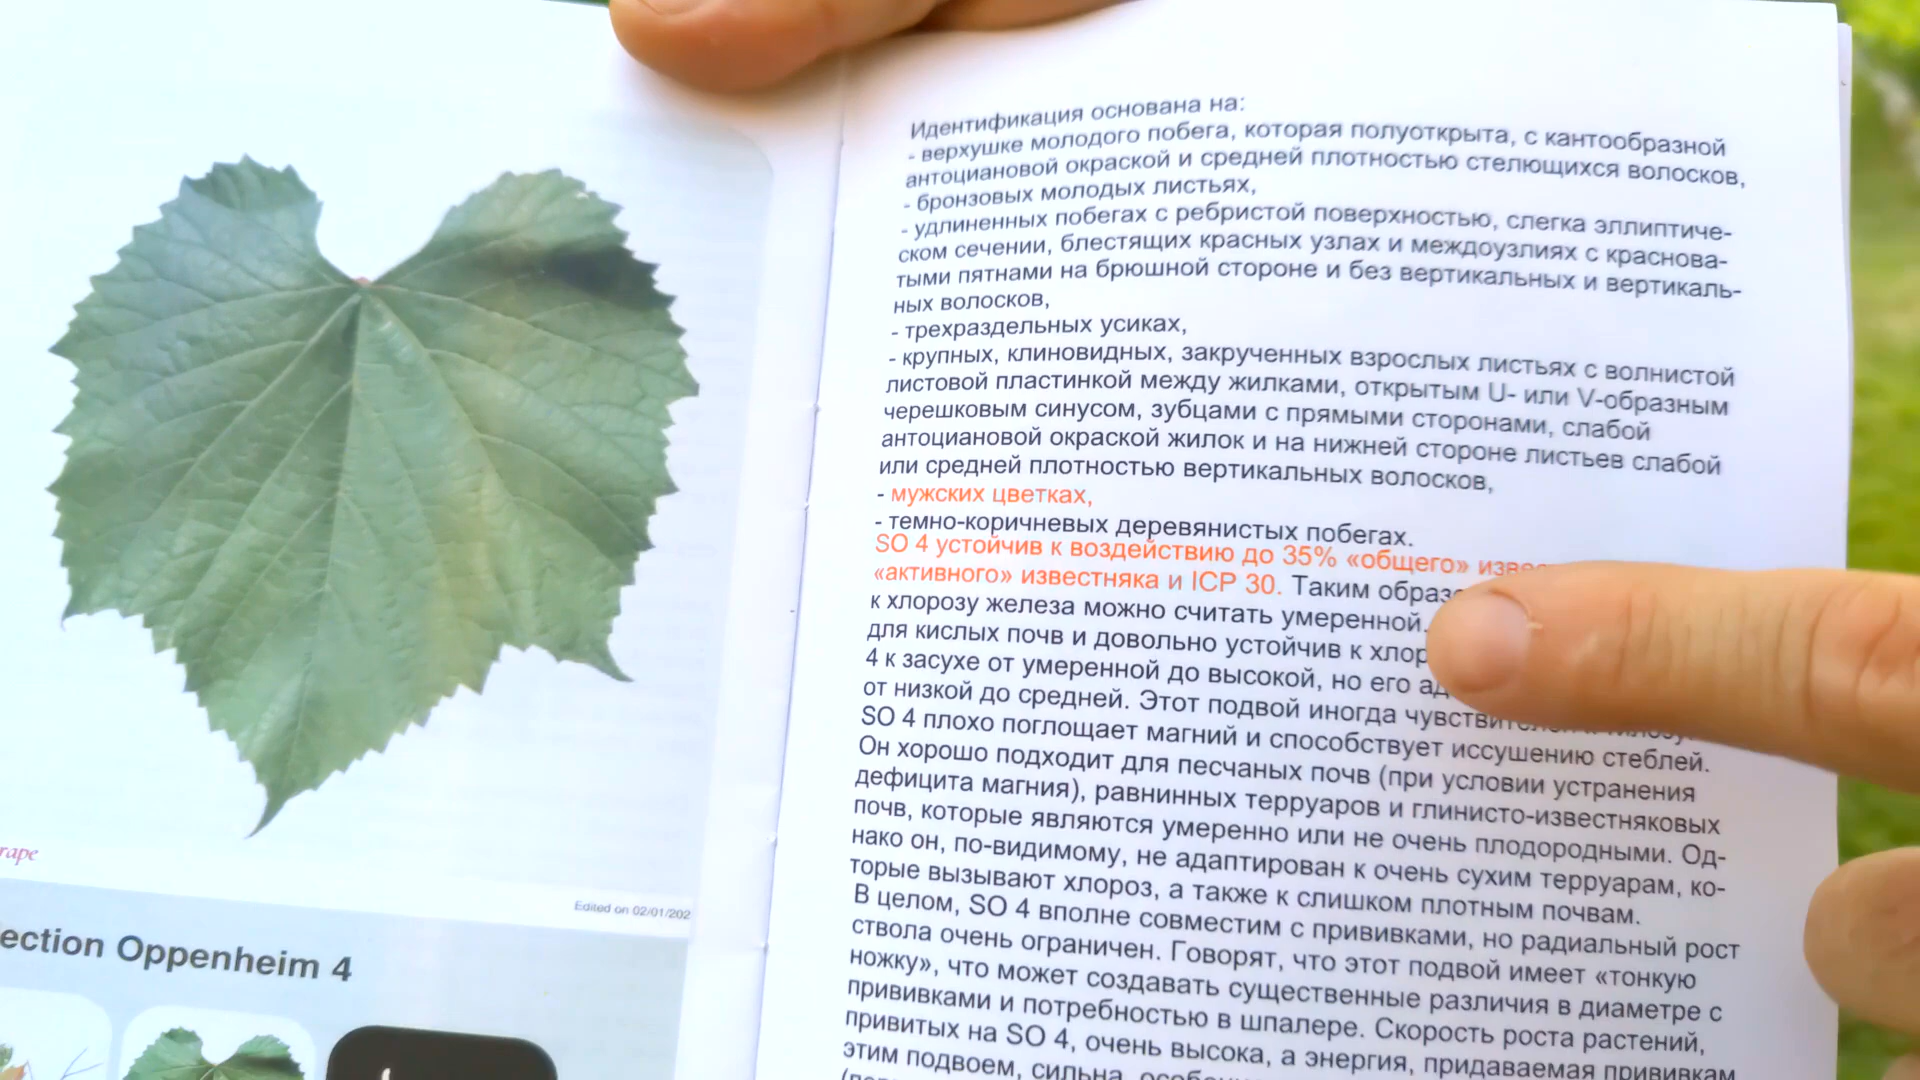 rape
Edited on 02/01/202
ection Oppenheim 4
Идентификация основана на:
- верхушке молодого побега, которая полуоткрыта, с кантообразной
антоциановой окраской и средней плотностью стелющихся волосков,
- бронзовых молодых листьях,
- удлиненных побегах с ребристой поверхностью, слегка эллиптиче-
ском сечении, блестящих красных узлах и междоузлиях с краснова-
тыми пятнами на брюшной стороне и без вертикальных и вертикаль-
ных волосков,
- трехраздельных усиках,
- крупных, клиновидных, закрученных взрослых листьях с волнистой
листовой пластинкой между жилками, открытым U- или V-образным
черешковым синусом, зубцами с прямыми сторонами, слабой
антоциановой окраской жилок и на нижней стороне листьев слабой
или средней плотностью вертикальных волосков,
- мужских цветках,
- темно-коричневых деревянистых побегах.
SO 4 устойчив к воздействию до 35% «общего»
«активного» известняка и ICP 30. Таким
к хлорозу железа можно считать умеренной.
для кислых почв и довольно устойчив к
4 к засухе от умеренной до высокой, но его
от низкой до средней. Этот подвой иногда
SO 4 плохо поглощает магний и способствует иссушению стеблей.
Он хорошо подходит для песчаных почв (при условии устранения
дефицита магния), равнинных терруаров и глинисто-известняковых
почв, которые являются умеренно или не очень плодородными. Од-
нако он, по-видимому, не адаптирован к очень сухим терруарам, ко-
торые вызывают хлороз, а также к слишком плотным почвам.
В целом, SO 4 вполне совместим с прививками, но радиальный рост
ствола очень ограничен. Говорят, что этот подвой имеет «тонкую
ножку», что может создавать существенные различия в диаметре с
прививками и потребностью в шпалере. Скорость роста растений,
привитых на SO 4, очень высока, а энергия, придаваемая прививкам
этим подвоем, сильна,